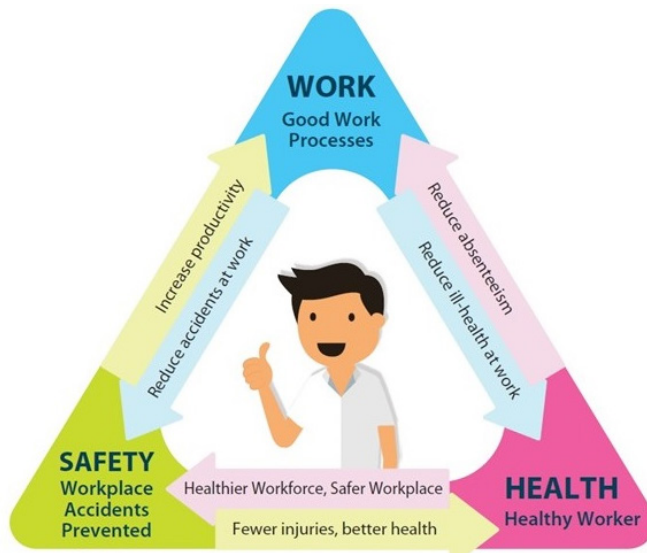 WORK
Good Work
Processes
Increase productivity
Reduce accidents at work
Reduce absenteeism
Reduce ill-health at work
SAFETY
Workplace
Accidents
Prevented
Healthier Workforce, Safer Workplace
Fewer injuries, better health
HEALTH
Healthy Worker